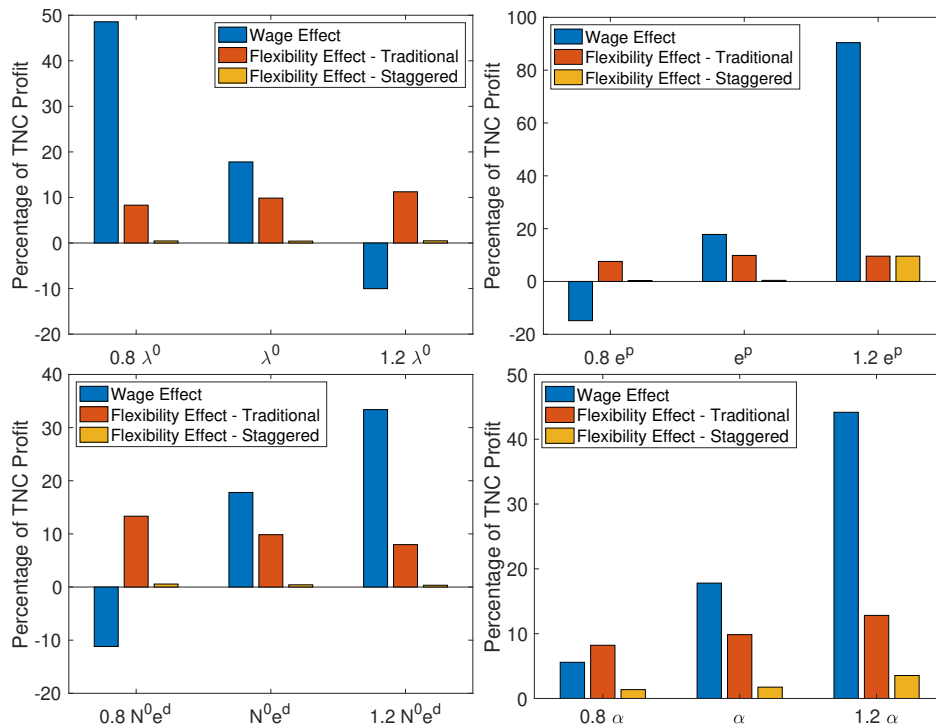 Percentage of TNC Profit
50
40
30
20
10
0
-10
-20
Wage Effect
Flexibility Effect - Traditional
Flexibility Effect - Staggered
0.8 λ⁰
λ⁰
1.2 λ⁰
Percentage of TNC Profit
100
80
60
40
20
0
-20
Wage Effect
Flexibility Effect - Traditional
Flexibility Effect - Staggered
0.8 eᵖ
eᵖ
1.2 eᵖ
Percentage of TNC Profit
40
30
20
10
0
-10
-20
Wage Effect
Flexibility Effect - Traditional
Flexibility Effect - Staggered
0.8 N⁰eᵈ
N⁰eᵈ
1.2 N⁰eᵈ
Percentage of TNC Profit
50
40
30
20
10
0
Wage Effect
Flexibility Effect - Traditional
Flexibility Effect - Staggered
0.8 α
α
1.2 α